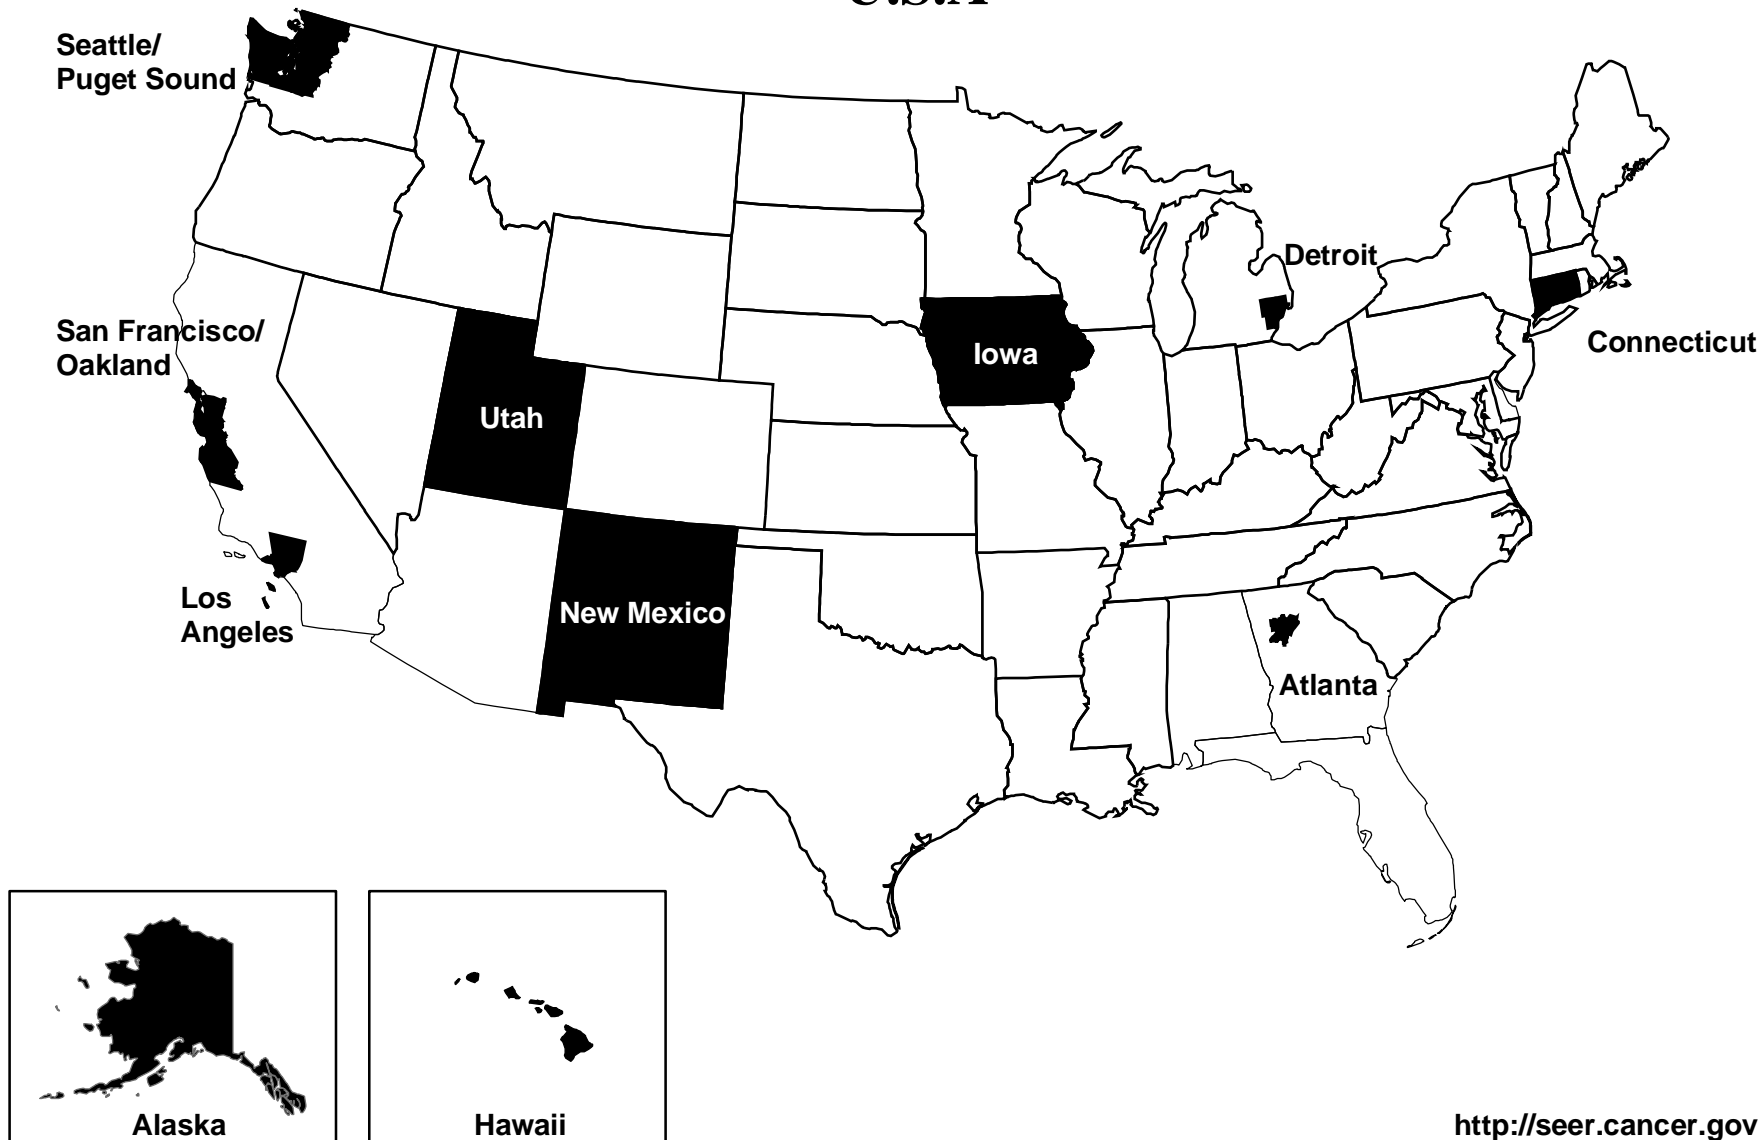 U.S.A
Seattle/
Puget Sound
Detroit
San Francisco/
Oakland
Connecticut
Iowa
Utah
Los
Angeles
New Mexico
Atlanta
Alaska
Hawaii
http://seer.cancer.gov